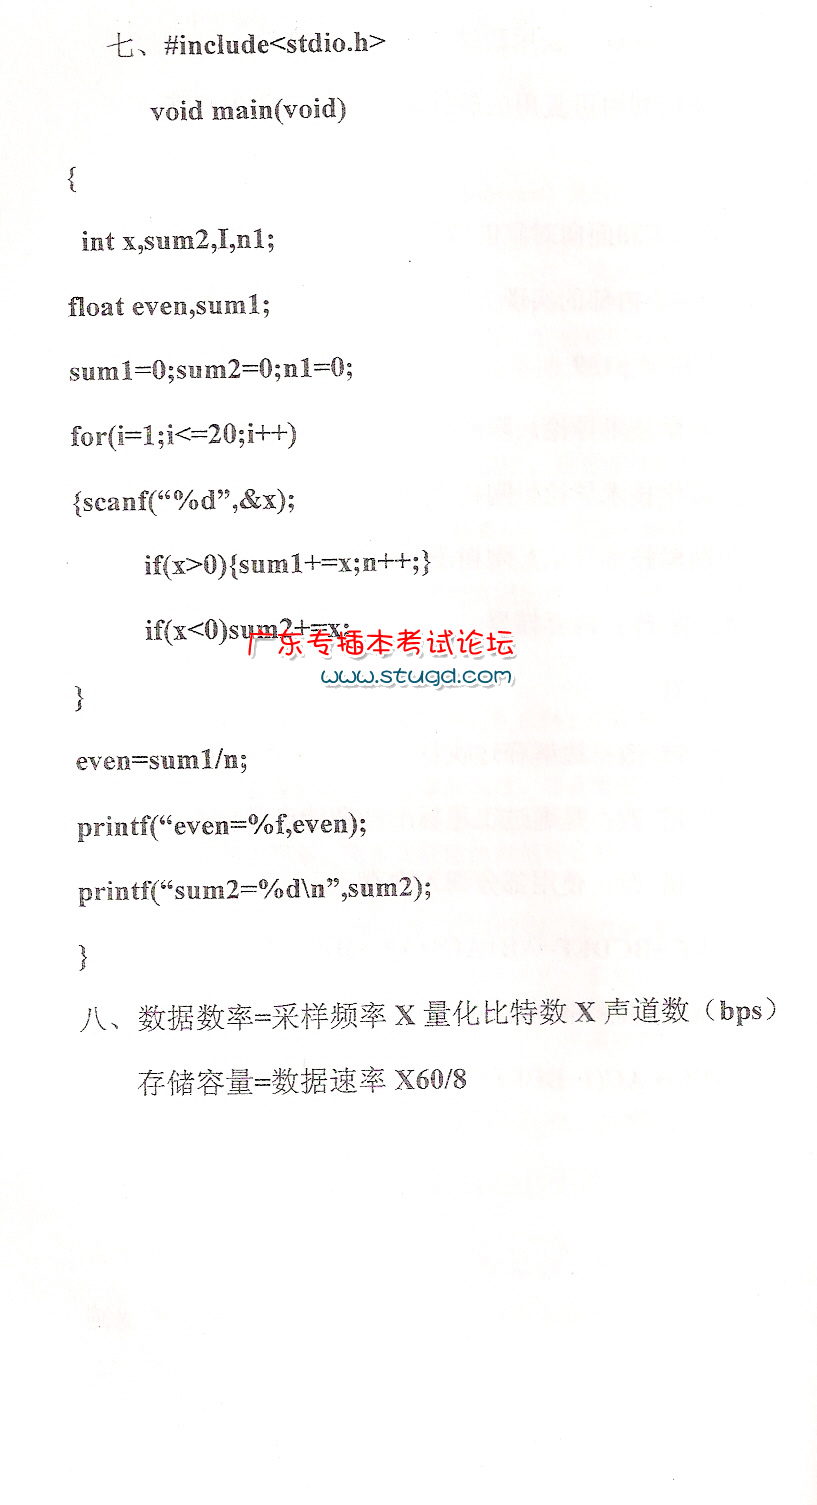 七、#include<stdio.h>
void main(void)
{
int x,sum2,I,n1;
float even,sum1;
sum1=0;sum2=0;n1=0;
for(i=1;i<=20;i++)
{scanf(“%d”,&x);
if(x>0){sum1+=x;n++;}
if(x<0)sum2+=x;
广东专插本考试论坛
www.stugd.com
}
even=sum1/n;
printf(“even=%f,even);
printf(“sum2=%d\n”,sum2);
}
八、数据数率=采样频率 X 量化比特数 X 声道数（bps）
存储容量=数据速率 X60/8